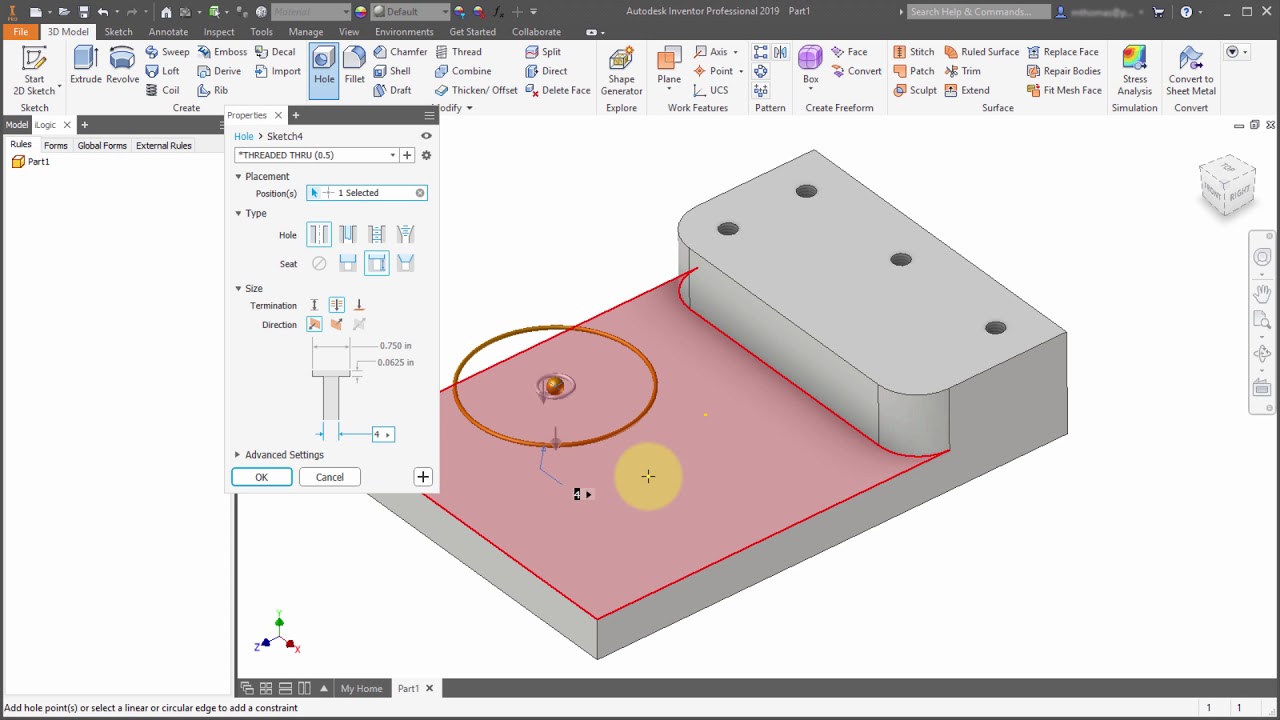 Material
Default
Autodesk Inventor Professional 2019 Part1
Search Help & Commands...
File 3D Model Sketch Annotate Inspect Tools Manage View Environments Get Started Collaborate
Start
2D Sketch
Extrude
Revolve
Sweep
Loft
Coil
Emboss
Derive
Rib
Decal
Import
Hole
Fillet
Chamfer
Shell
Draft
Thread
Combine
Thicken/ Offset
Split
Direct
Delete Face
Shape
Generator
Plane
Axis
Point
UCS
Box
Face
Convert
Stitch
Patch
Sculpt
Ruled Surface
Trim
Extend
Replace Face
Repair Bodies
Fit Mesh Face
Stress
Analysis
Convert to
Sheet Metal
Sketch Create Modify Explore Work Features Pattern Create Freeform Surface Simulation Convert
Model iLogic
Rules Forms Global Forms External Rules
Part1
Properties
Hole > Sketch4
*THREADED THRU (0.5)
Placement
Position(s) 1 Selected
Type
Hole
Seat
Size
Termination
Direction
0.750 in
0.0625 in
4
Advanced Settings
OK Cancel
4
TOP
FRONT
RIGHT
Y
Z
X
My Home Part1
Add hole point(s) or select a linear or circular edge to add a constraint
1 1